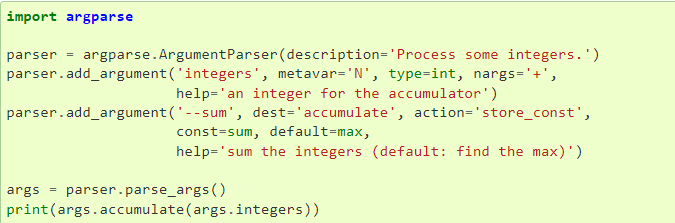 import argparse

parser = argparse.ArgumentParser(description='Process some integers.')
parser.add_argument('integers', metavar='N', type=int, nargs='+',
                    help='an integer for the accumulator')
parser.add_argument('--sum', dest='accumulate', action='store_const',
                    const=sum, default=max,
                    help='sum the integers (default: find the max)')

args = parser.parse_args()
print(args.accumulate(args.integers))